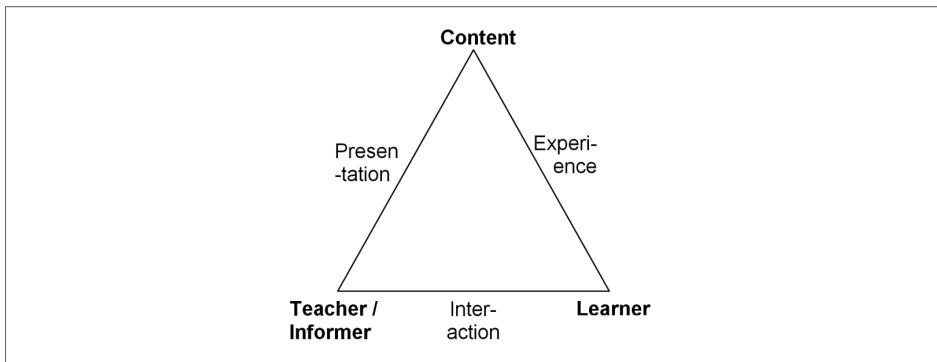 Content
Presen
-tation
Experi-
ence
Teacher /
Informer
Inter-
action
Learner